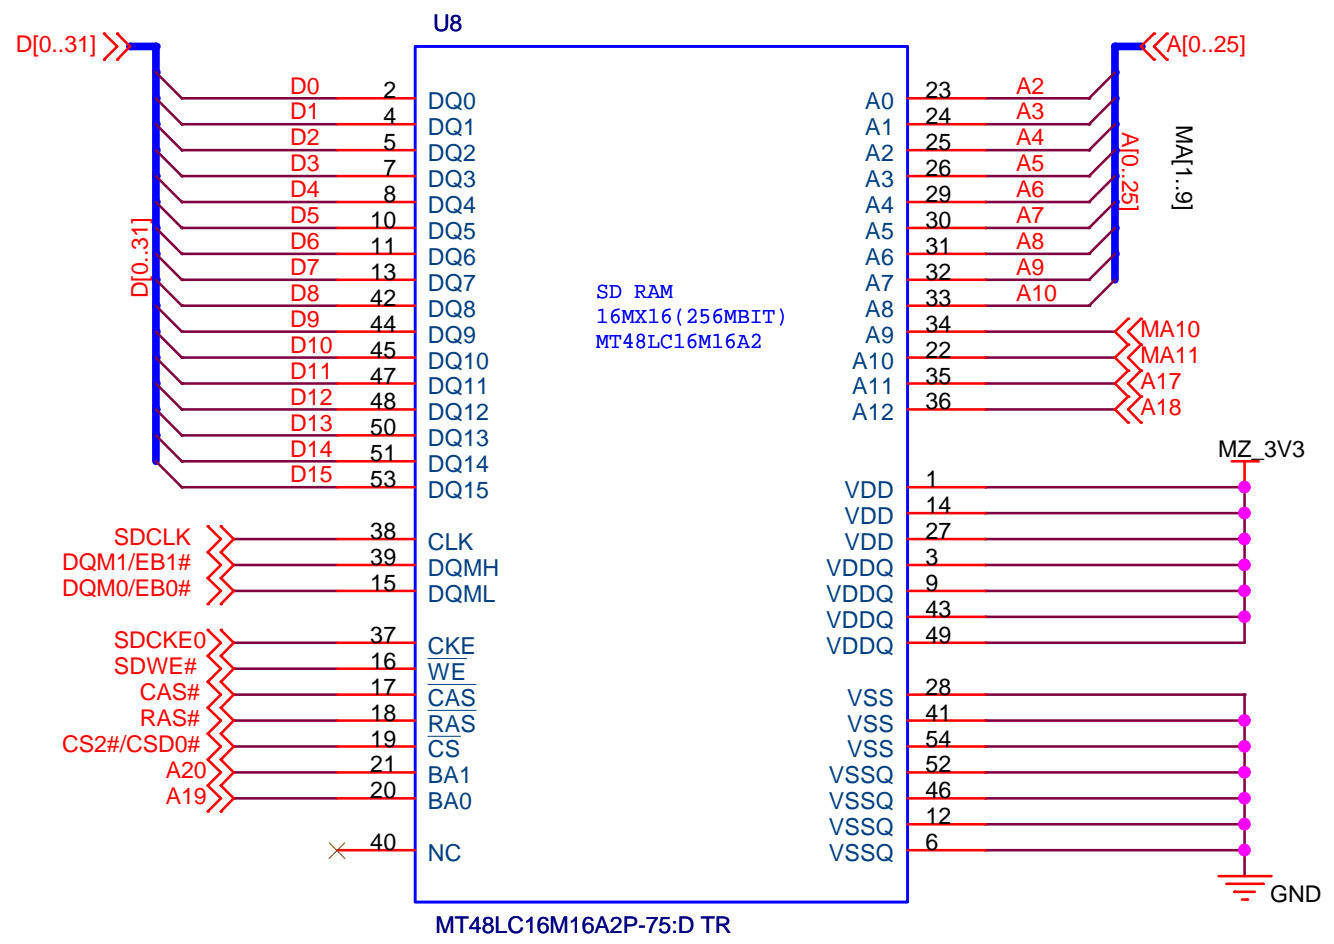 U8
D[0..31]
A[0..25]
D0 2 DQ0 A0 23 A2
D1 4 DQ1 A1 24 A3
D2 5 DQ2 A2 25 A4
D3 7 DQ3 A3 26 A5
D4 8 DQ4 A4 29 A6
D5 10 DQ5 A5 30 A7
D6 11 DQ6 A6 31 A8
D7 13 DQ7 A7 32 A9
D8 42 DQ8 A8 33 A10
D9 44 DQ9 A9 34 MA10
D10 45 DQ10 A10 22 MA11
D11 47 DQ11 A11 35 A17
D12 48 DQ12 A12 36 A18
D13 50 DQ13
D14 51 DQ14
D15 53 DQ15
D[0..31]
A[0..25]
MA[1..9]
SD RAM
16MX16(256MBIT)
MT48LC16M16A2
SDCLK 38 CLK
DQM1/EB1# 39 DQMH
DQM0/EB0# 15 DQML
SDCKE0 37 CKE
SDWE# 16 WE
CAS# 17 CAS
RAS# 18 RAS
CS2#/CSD0# 19 CS
A20 21 BA1
A19 20 BA0
40 NC
MZ_3V3
VDD 1
VDD 14
VDD 27
VDDQ 3
VDDQ 9
VDDQ 43
VDDQ 49
VSS 28
VSS 41
VSS 54
VSSQ 52
VSSQ 46
VSSQ 12
VSSQ 6
GND
MT48LC16M16A2P-75:D TR